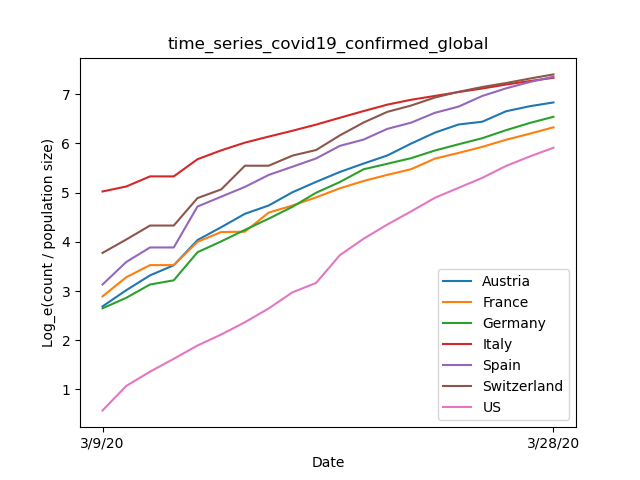 time_series_covid19_confirmed_global
Log_e(count / population size)
7
6
5
4
3
2
1
Austria
France
Germany
Italy
Spain
Switzerland
US
3/9/20
3/28/20
Date